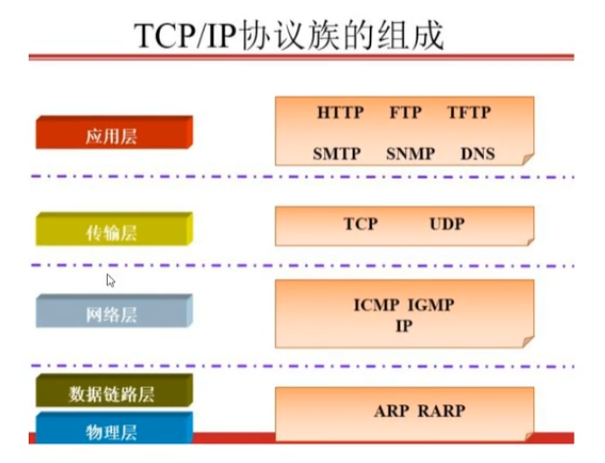 TCP/IP协议族的组成
应用层
HTTP FTP TFTP
SMTP SNMP DNS
传输层
TCP UDP
网络层
ICMP IGMP
IP
数据链路层
物理层
ARP RARP